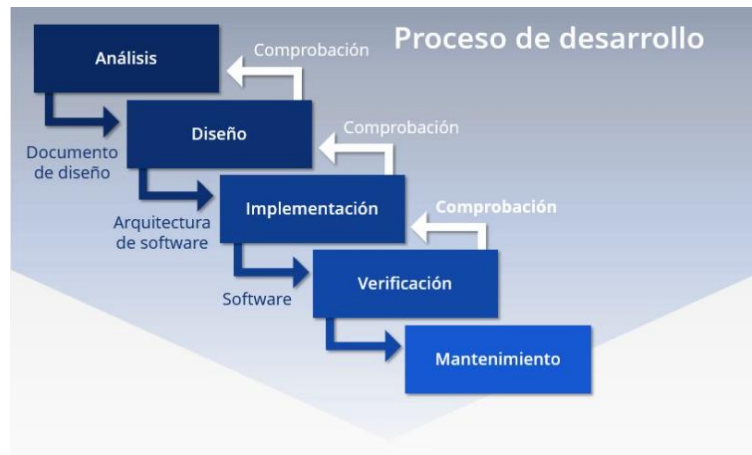 Proceso de desarrollo
Análisis
Comprobación
Documento
de diseño
Diseño
Comprobación
Arquitectura
de software
Implementación
Comprobación
Software
Verificación
Mantenimiento